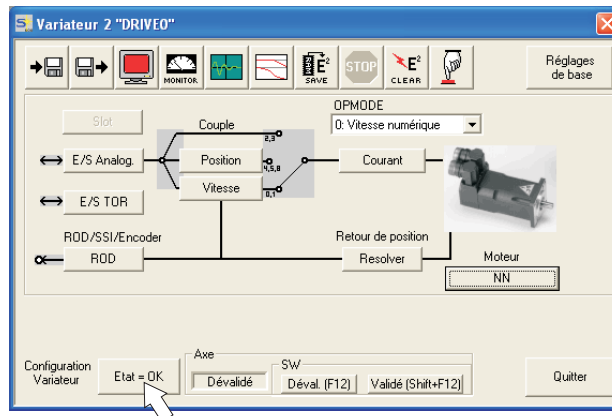 Variateur 2 "DRIVE0"
MONITOR
E²
SAVE
STOP
E²
CLEAR
Réglages
de base
Slot
Couple
2,3
OPMODE
0: Vitesse numérique
E/S Analog.
Position
4,5,8
Courant
Vitesse
0,1
E/S TOR
ROD/SSI/Encoder
ROD
Retour de position
Resolver
Moteur
NN
Configuration
Variateur
Etat = OK
Axe
Dévalidé
SW
Déval. (F12)
Validé (Shift+F12)
Quitter